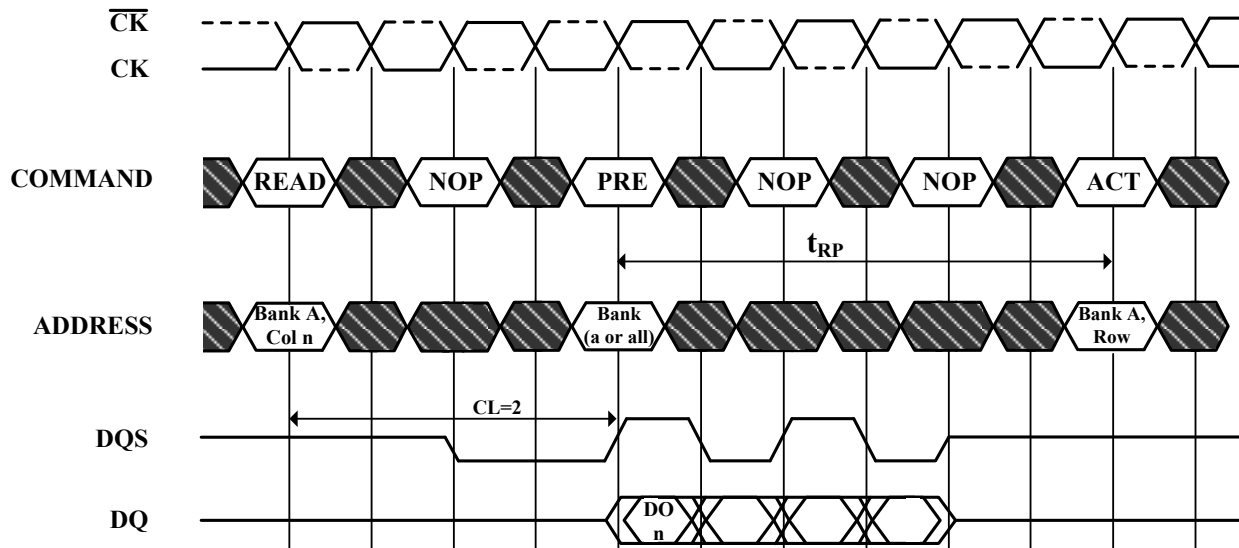 CK
CK
COMMAND
READ
NOP
PRE
NOP
NOP
ACT
tRP
ADDRESS
Bank A,
Col n
Bank
(a or all)
Bank A,
Row
CL=2
DQS
DQ
DO
n